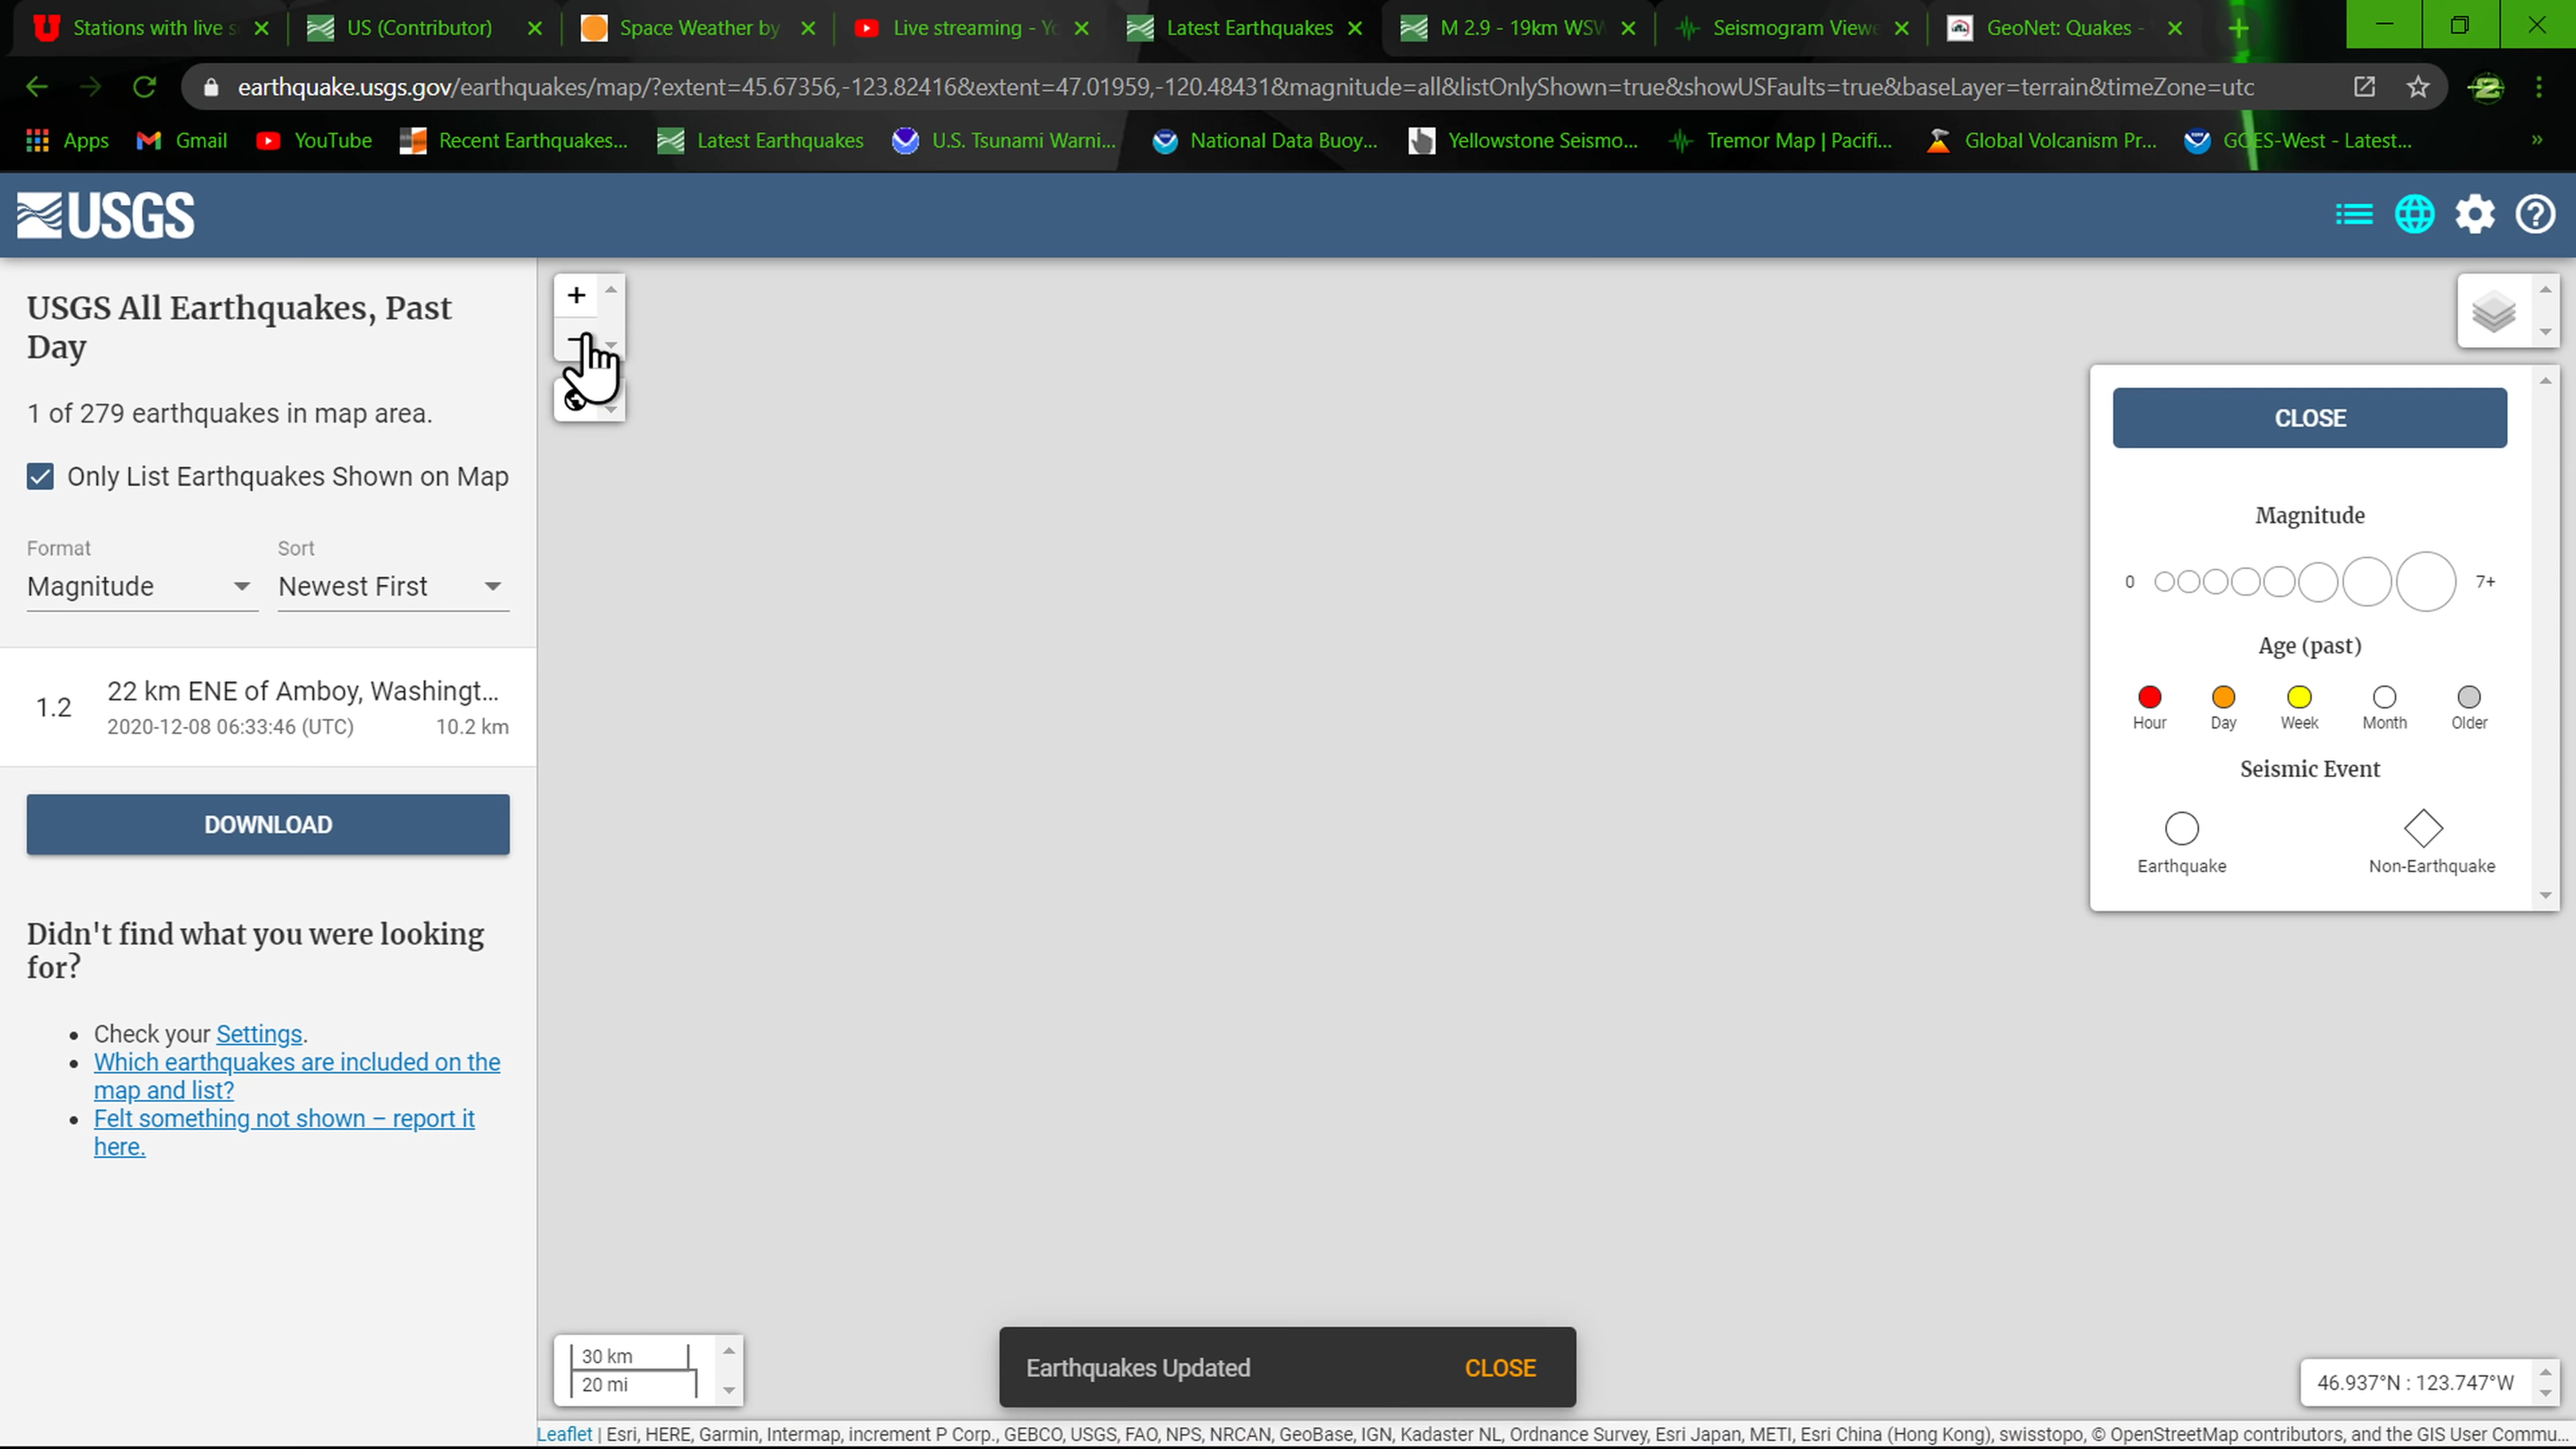 Stations with live s
US (Contributor)
Space Weather by
Live streaming - Yo
Latest Earthquakes
M 2.9 - 19km WSW
Seismogram Viewe
GeoNet: Quakes -
earthquake.usgs.gov/earthquakes/map/?extent=45.67356,-123.82416&extent=47.01959,-120.48431&magnitude=all&listOnlyShown=true&showUSFaults=true&baseLayer=terrain&timeZone=utc
Apps
Gmail
YouTube
Recent Earthquakes...
Latest Earthquakes
U.S. Tsunami Warni...
National Data Buoy...
Yellowstone Seismo...
Tremor Map | Pacifi...
Global Volcanism Pr...
GOES-West - Latest...
USGS
USGS All Earthquakes, Past
Day
1 of 279 earthquakes in map area.
Only List Earthquakes Shown on Map
Format
Sort
Magnitude
Newest First
1.2
22 km ENE of Amboy, Washingt...
2020-12-08 06:33:46 (UTC)
10.2 km
DOWNLOAD
Didn't find what you were looking
for?
Check your Settings.
Which earthquakes are included on the
map and list?
Felt something not shown – report it
here.
CLOSE
Magnitude
0
7+
Age (past)
Hour
Day
Week
Month
Older
Seismic Event
Earthquake
Non-Earthquake
30 km
20 mi
Earthquakes Updated
CLOSE
46.937°N : 123.747°W
Leaflet | Esri, HERE, Garmin, Intermap, increment P Corp., GEBCO, USGS, FAO, NPS, NRCAN, GeoBase, IGN, Kadaster NL, Ordnance Survey, Esri Japan, METI, Esri China (Hong Kong), swisstopo, © OpenStreetMap contributors, and the GIS User Commu...